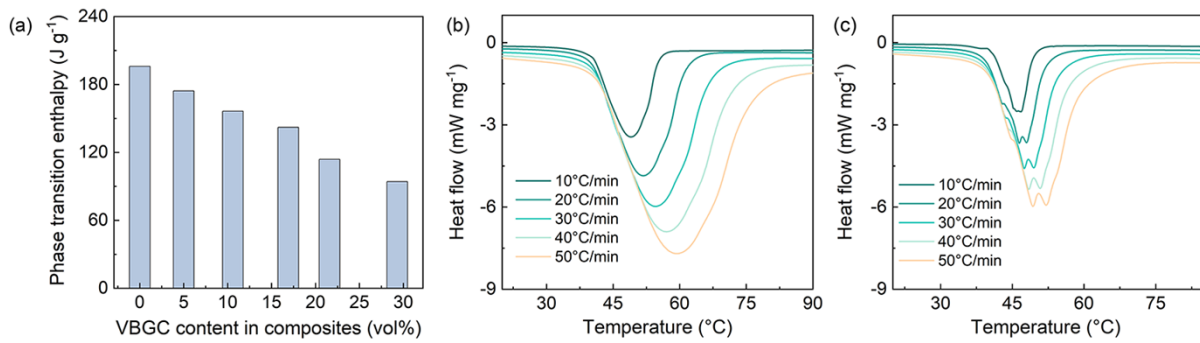 (a)
Phase transition enthalpy (J g⁻¹)
240
180
120
60
0
0 5 10 15 20 25 30
VBGC content in composites (vol%)
(b)
Heat flow (mW mg⁻¹)
0
-3
-6
-9
10°C/min
20°C/min
30°C/min
40°C/min
50°C/min
30 45 60 75 90
Temperature (°C)
(c)
Heat flow (mW mg⁻¹)
0
-3
-6
-9
10°C/min
20°C/min
30°C/min
40°C/min
50°C/min
30 45 60 75
Temperature (°C)